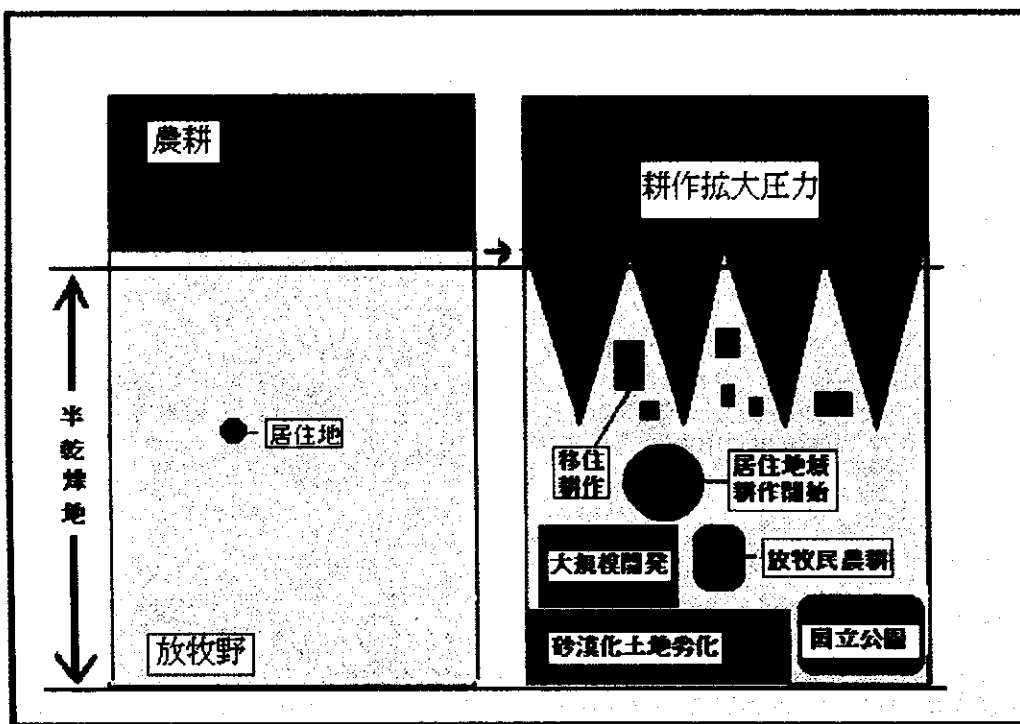 農耕
耕作拡大圧力
→
半乾燥地
居住地
移住
耕作
居住地域
耕作開始
大規模開発
放牧民農耕
放牧野
砂漠化土地劣化
国立公園